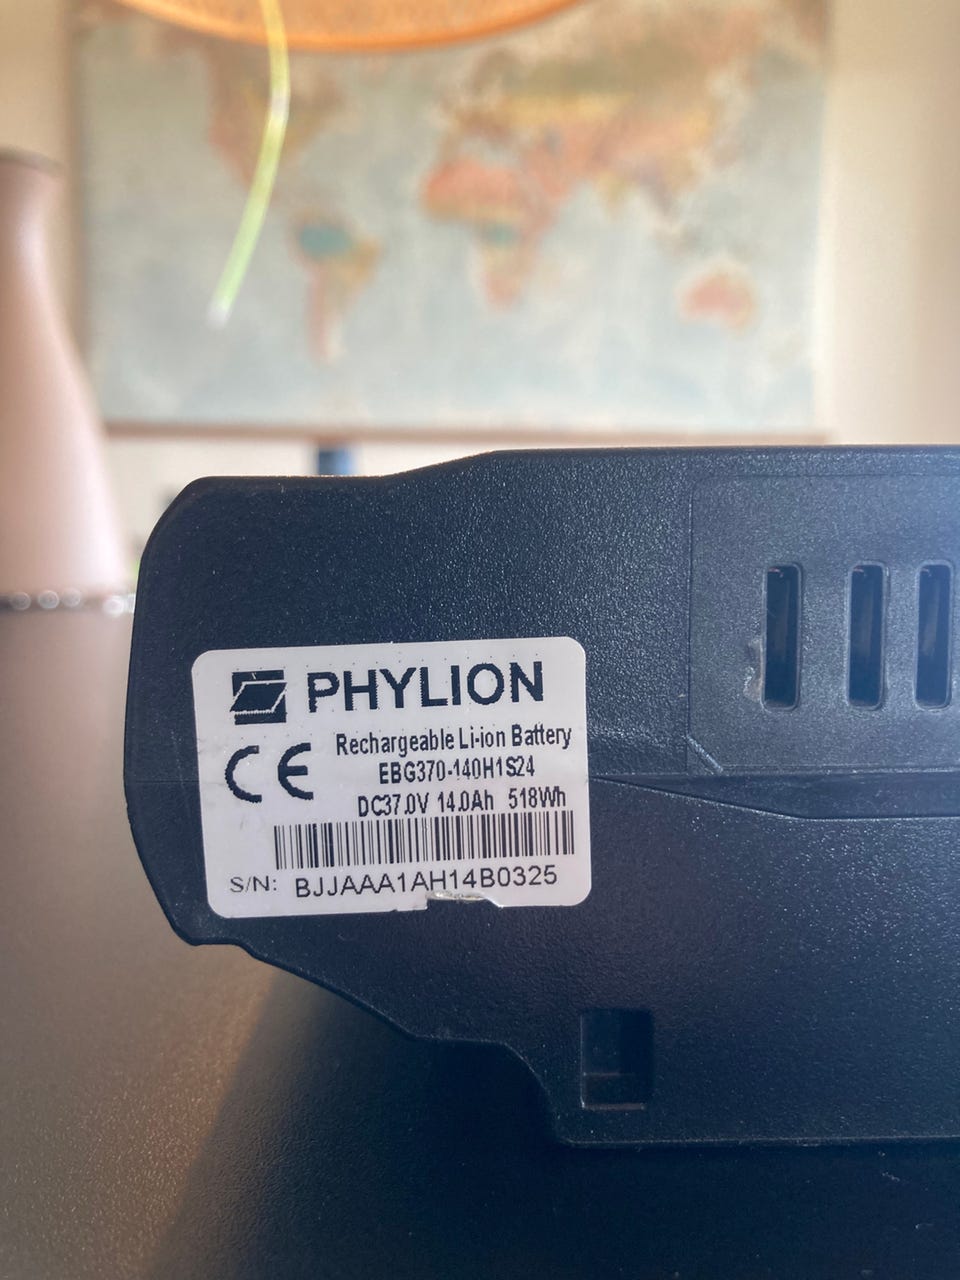 PHYLION
CE
Rechargeable Li-ion Battery
EBG370-140H1S24
DC37.0V 14.0Ah 518Wh
S/N: BJJAAA1AH14B0325